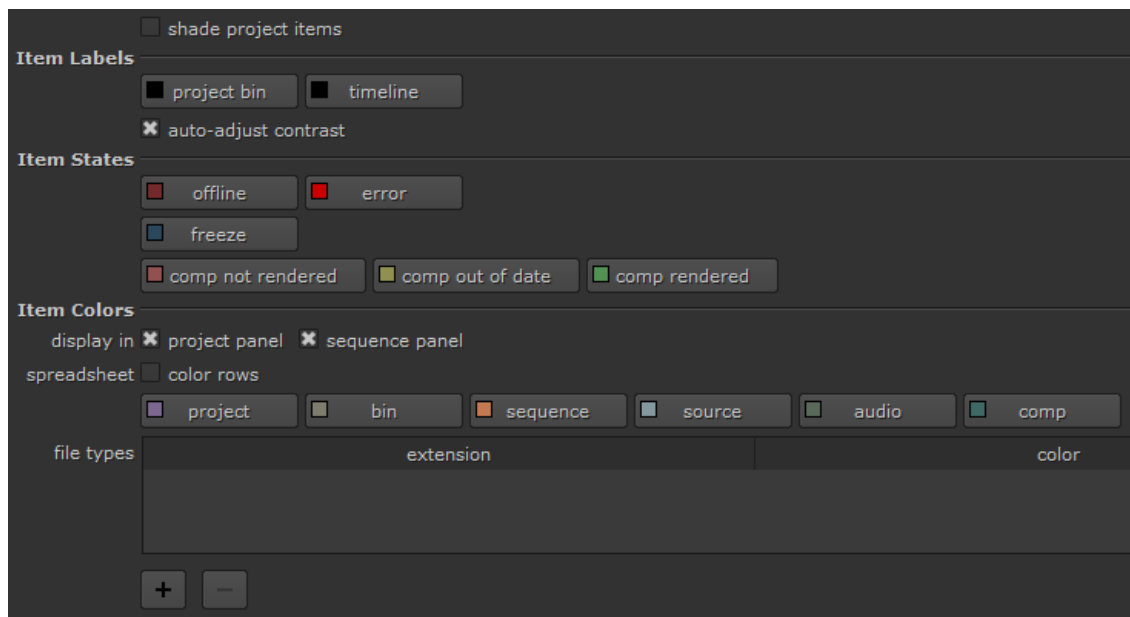 shade project items
Item Labels
project bin timeline
auto-adjust contrast
Item States
offline error
freeze
comp not rendered comp out of date comp rendered
Item Colors
display in project panel sequence panel
spreadsheet color rows
project bin sequence source audio comp
file types extension color
+ −